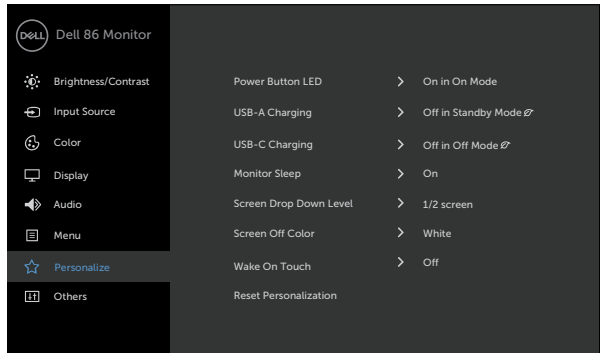 DELL Dell 86 Monitor
Brightness/Contrast
Input Source
Color
Display
Audio
Menu
Personalize
Others
Power Button LED > On in On Mode
USB-A Charging > Off in Standby Mode
USB-C Charging > Off in Off Mode
Monitor Sleep > On
Screen Drop Down Level > 1/2 screen
Screen Off Color > White
Wake On Touch > Off
Reset Personalization